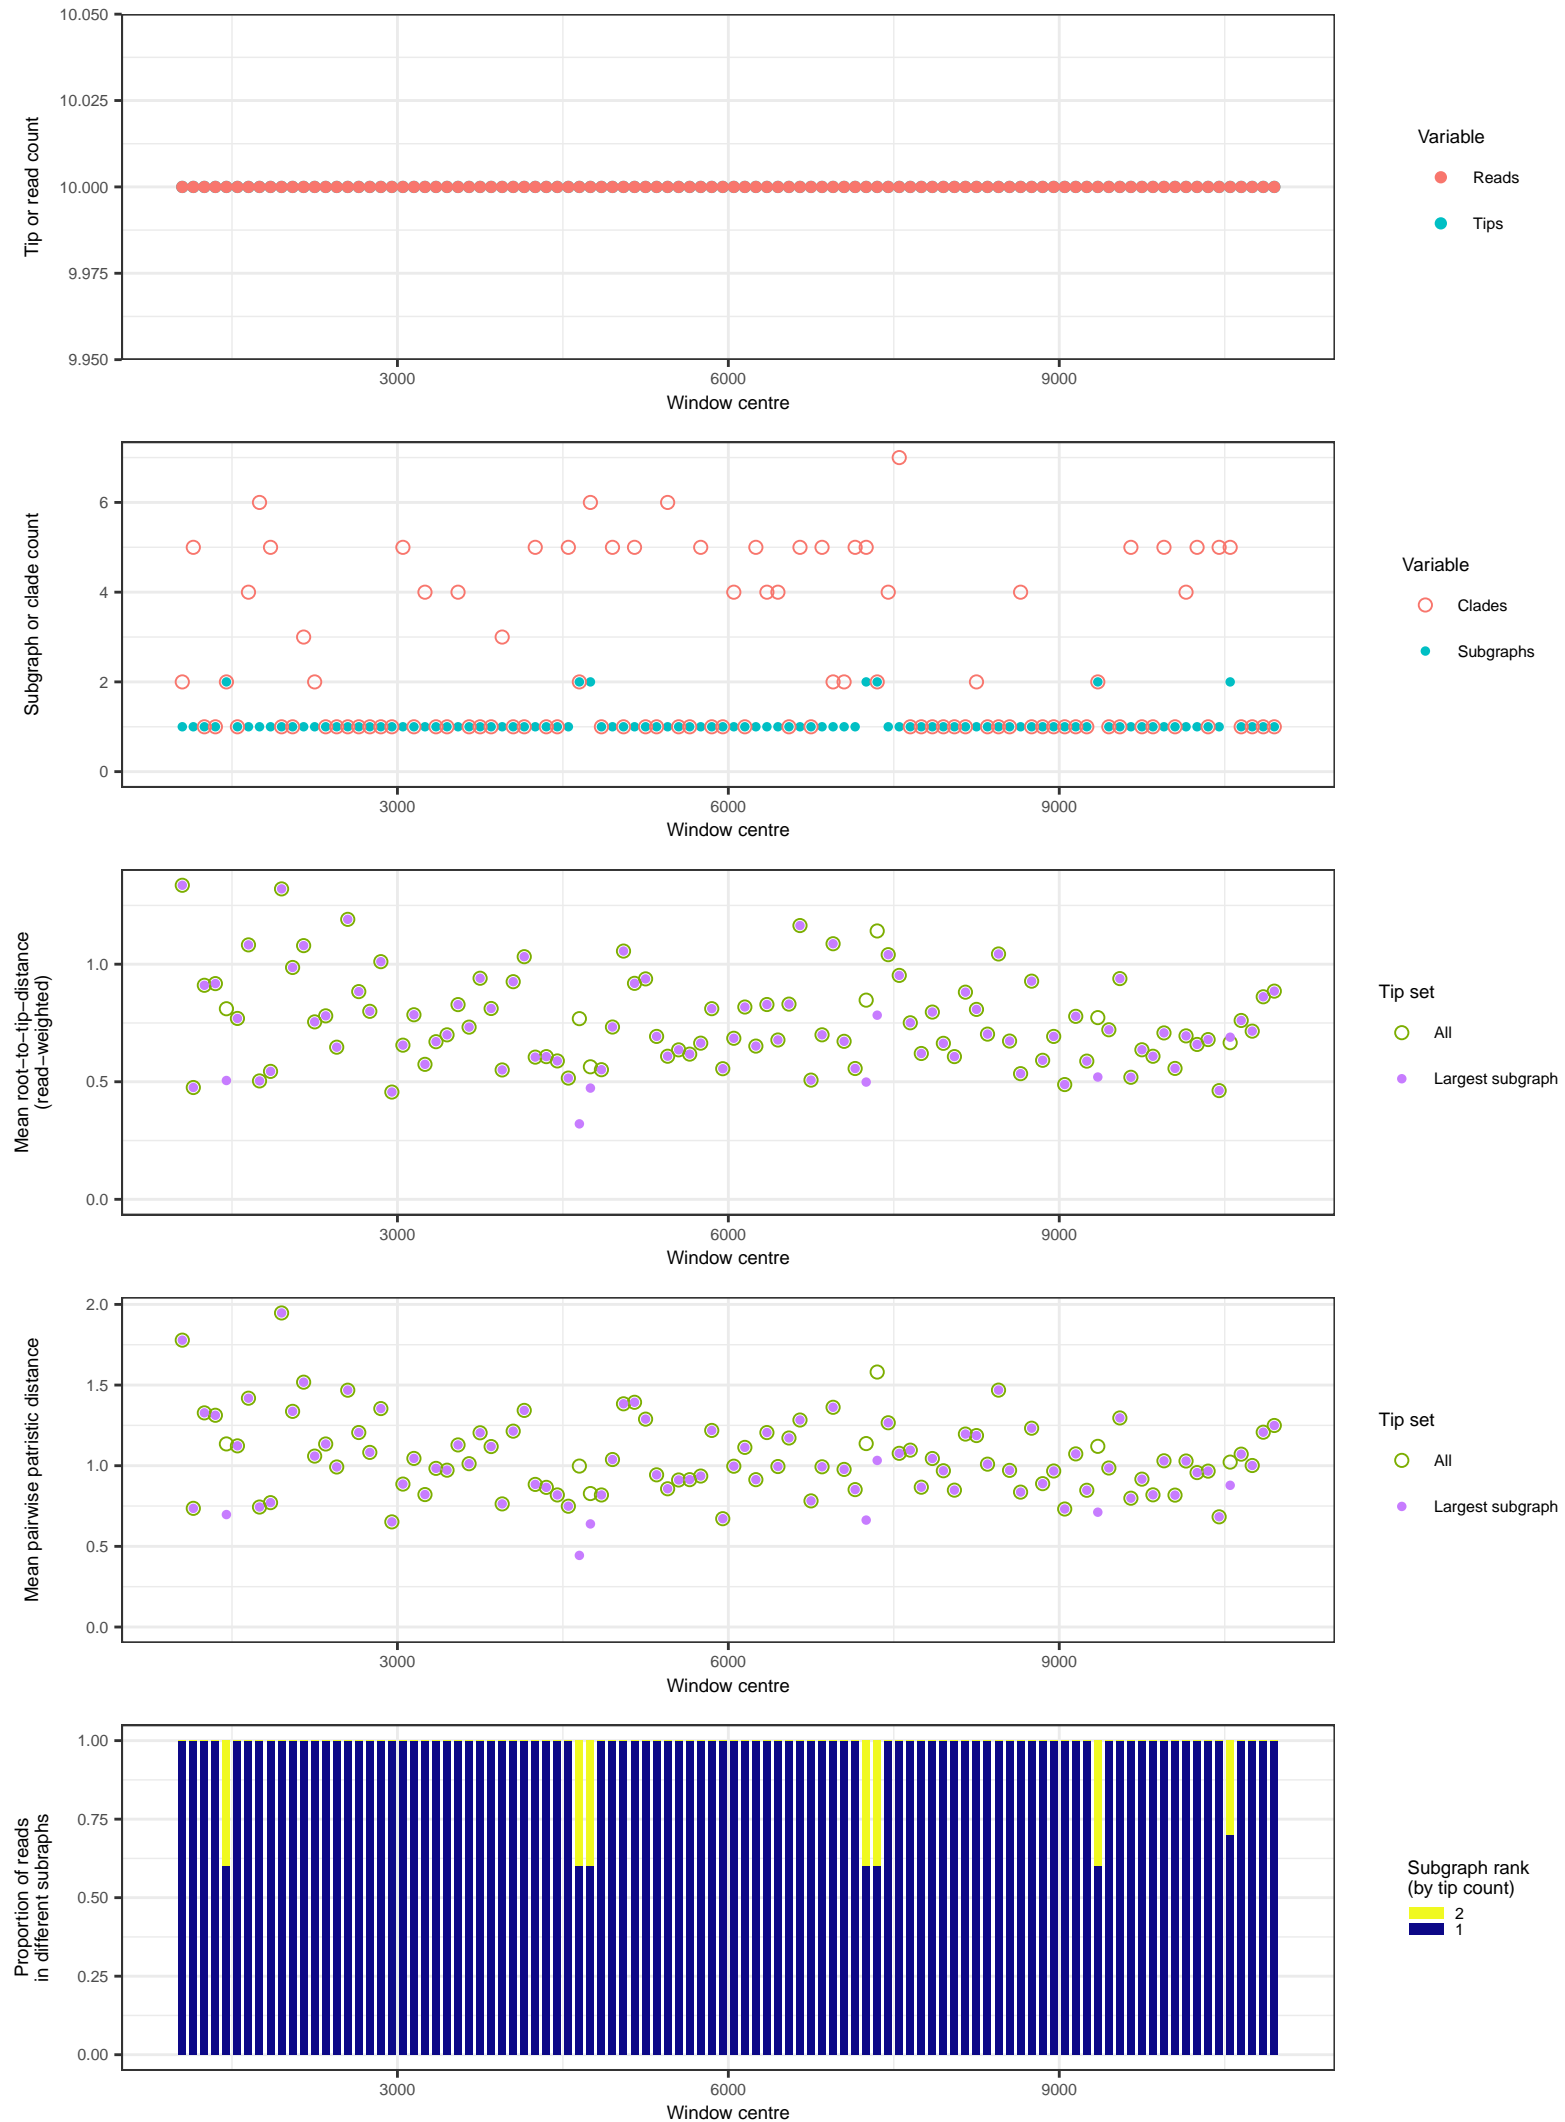 10.050
10.025
10.000
9.975
9.950
Tip or read count
3000
6000
9000
Window centre
Variable
Reads
Tips
6
4
2
0
Subgraph or clade count
3000
6000
9000
Window centre
Variable
Clades
Subgraphs
1.0
0.5
0.0
Mean root−to−tip−distance
(read−weighted)
3000
6000
9000
Window centre
Tip set
All
Largest subgraph
2.0
1.5
1.0
0.5
0.0
Mean pairwise patristic distance
3000
6000
9000
Window centre
Tip set
All
Largest subgraph
1.00
0.75
0.50
0.25
0.00
Proportion of reads
in different subraphs
3000
6000
9000
Window centre
Subgraph rank
(by tip count)
2
1